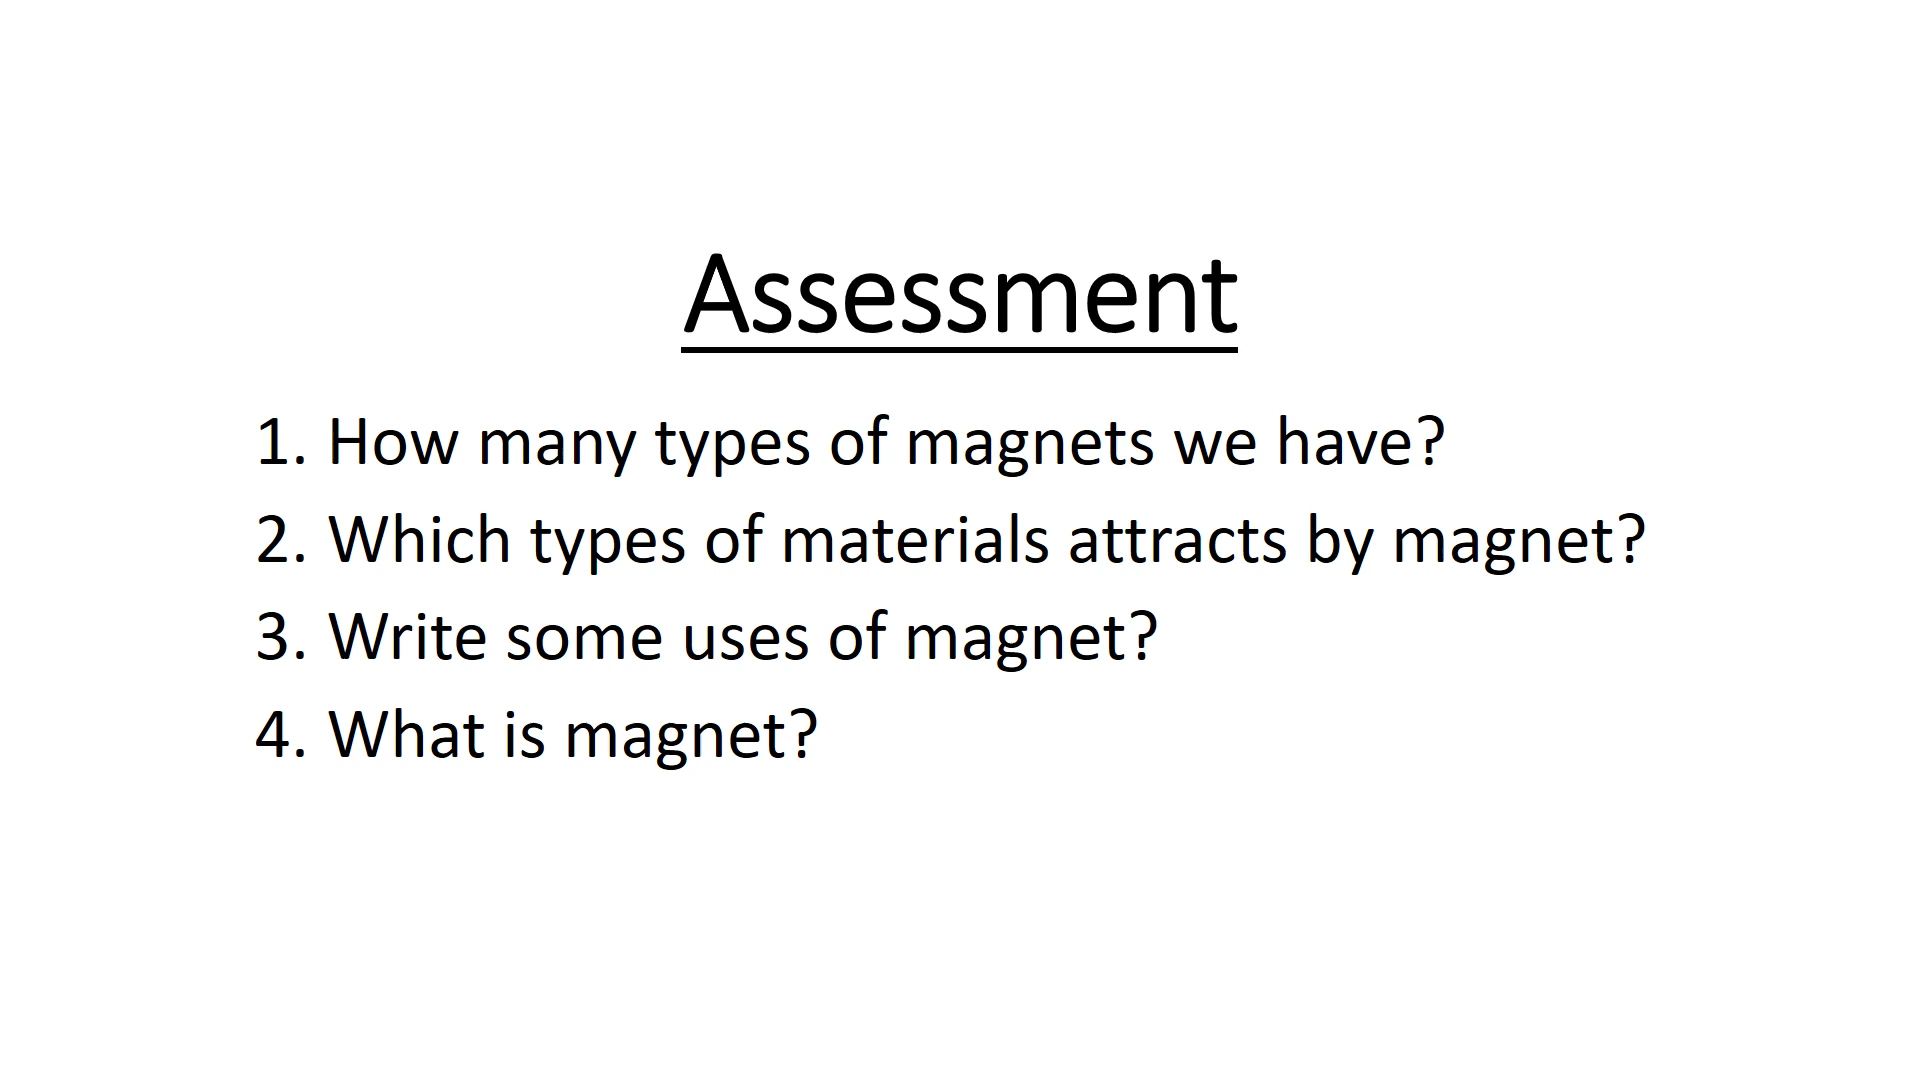 Assessment
1. How many types of magnets we have?
2. Which types of materials attracts by magnet?
3. Write some uses of magnet?
4. What is magnet?